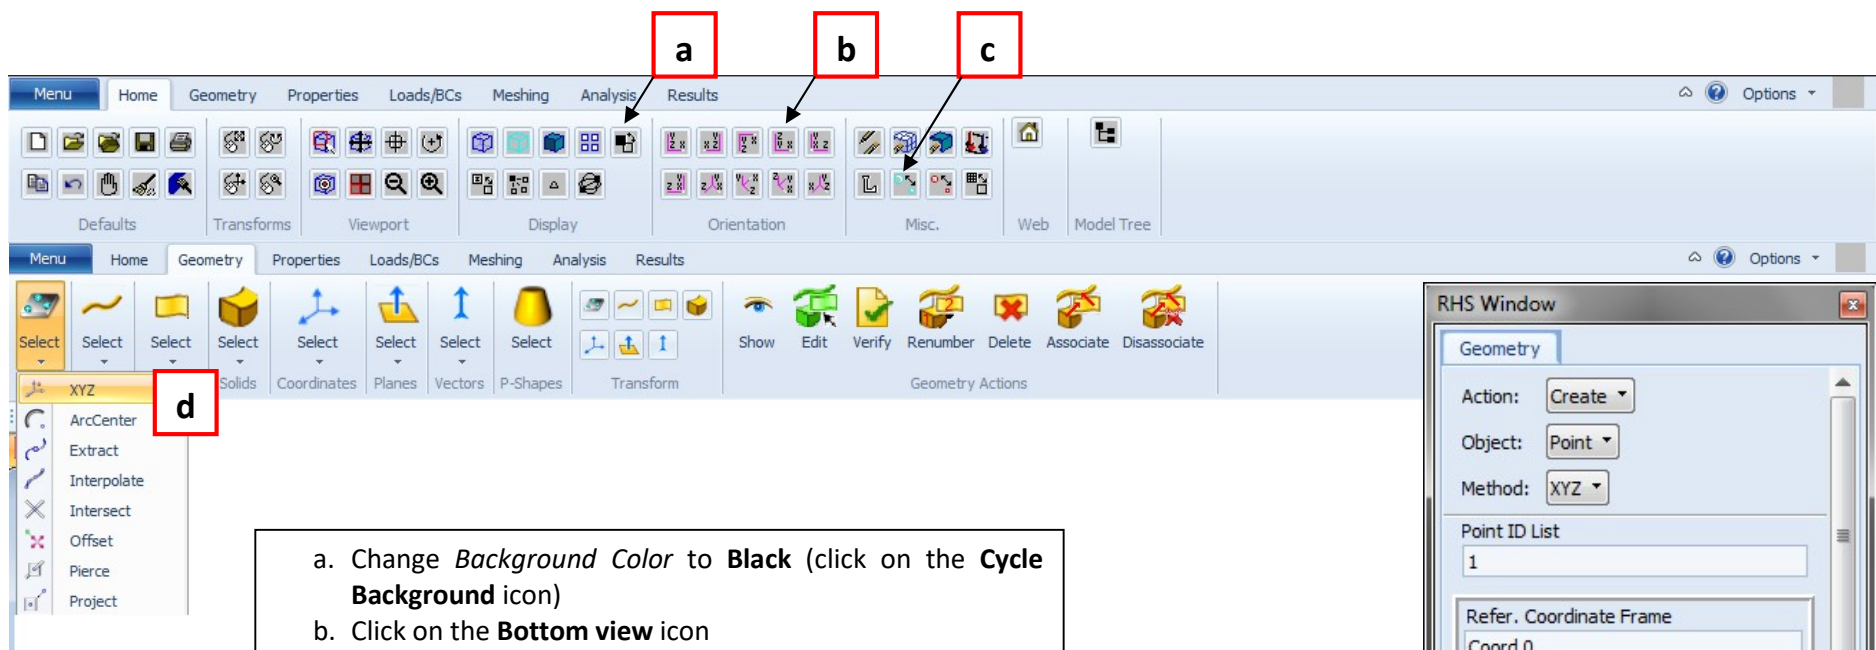 a b c
Menu Home Geometry Properties Loads/BCs Meshing Analysis Results Options
Defaults Transforms Viewport Display Orientation Misc. Web Model Tree
Menu Home Geometry Properties Loads/BCs Meshing Analysis Results Options
Select Select Select Select Select Select Select Select Show Edit Verify Renumber Delete Associate Disassociate
Solids Coordinates Planes Vectors P-Shapes Transform Geometry Actions
XYZ
d
ArcCenter
Extract
Interpolate
Intersect
Offset
Pierce
Project
a. Change Background Color to Black (click on the Cycle
Background icon)
b. Click on the Bottom view icon
RHS Window
Geometry
Action: Create
Object: Point
Method: XYZ
Point ID List
1
Refer. Coordinate Frame
Coord 0